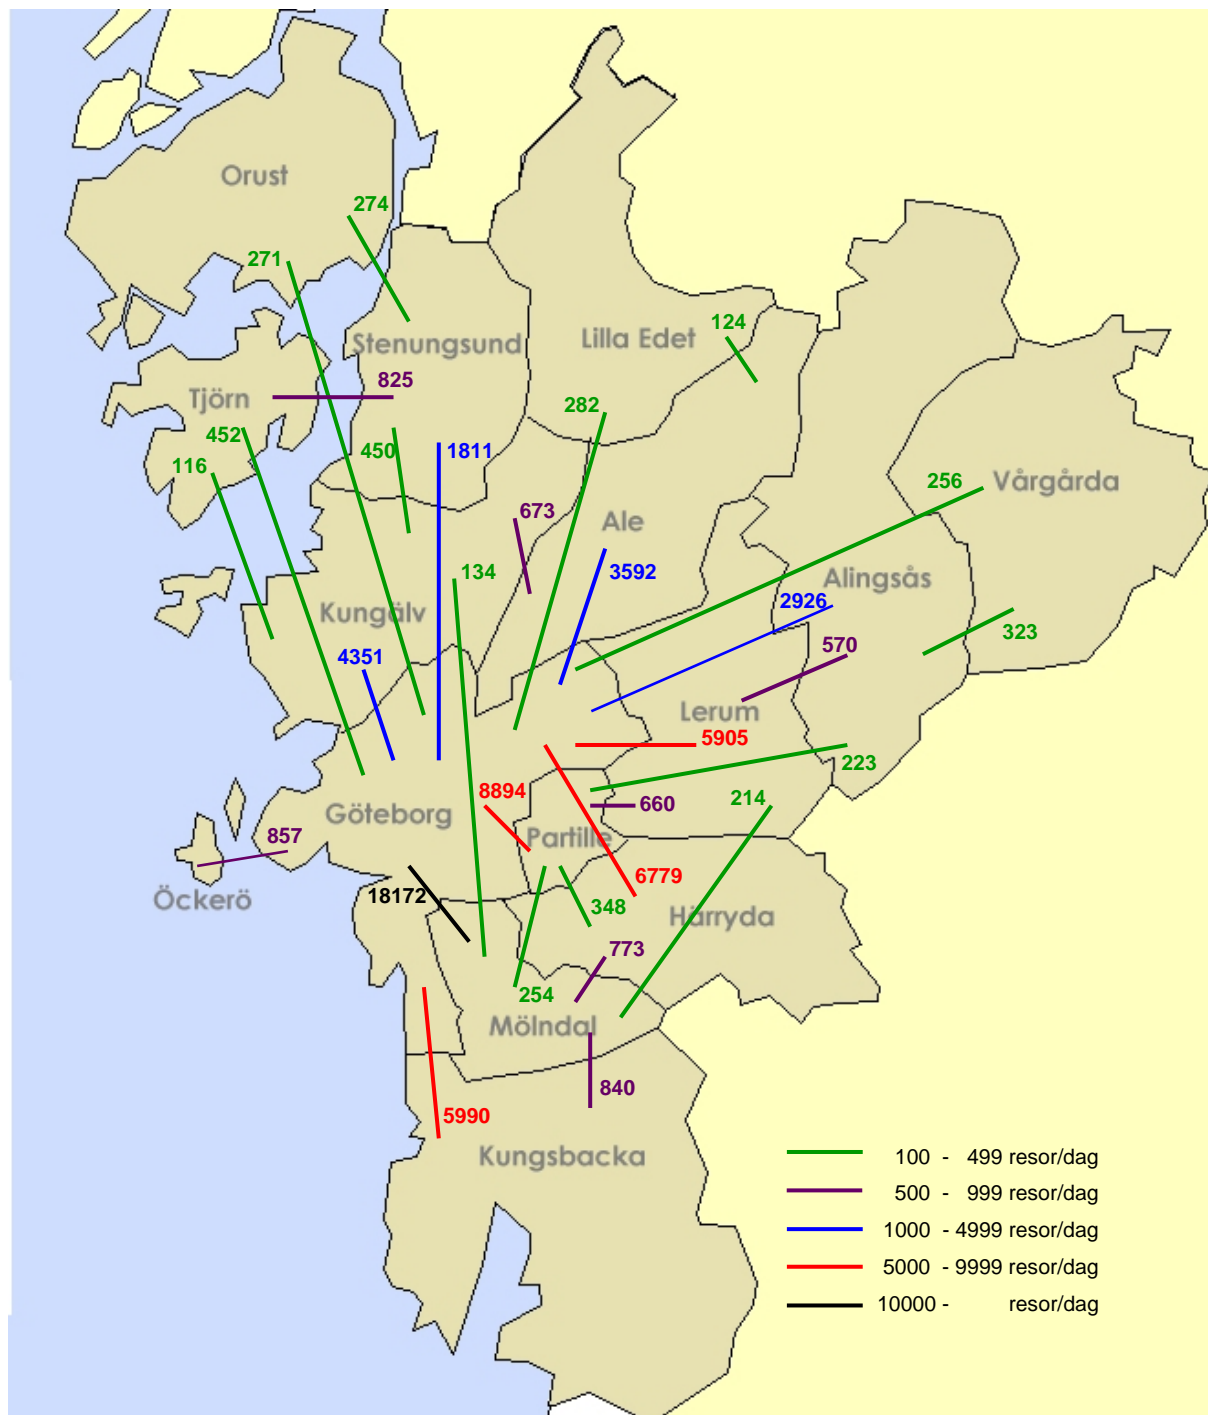 Orust
274
271
Stenungsund
Lilla Edet
124
825
Tjörn
282
452
450
1811
116
256
Vårgårda
673
Ale
134
3592
Alingsås
2926
Kungälv
323
570
4351
Lerum
5905
223
8894
214
660
Göteborg
Partille
857
6779
18172
Öckerö
348
Härryda
773
254
Mölndal
840
5990
Kungsbacka
100 - 499 resor/dag
500 - 999 resor/dag
1000 - 4999 resor/dag
5000 - 9999 resor/dag
10000 - resor/dag